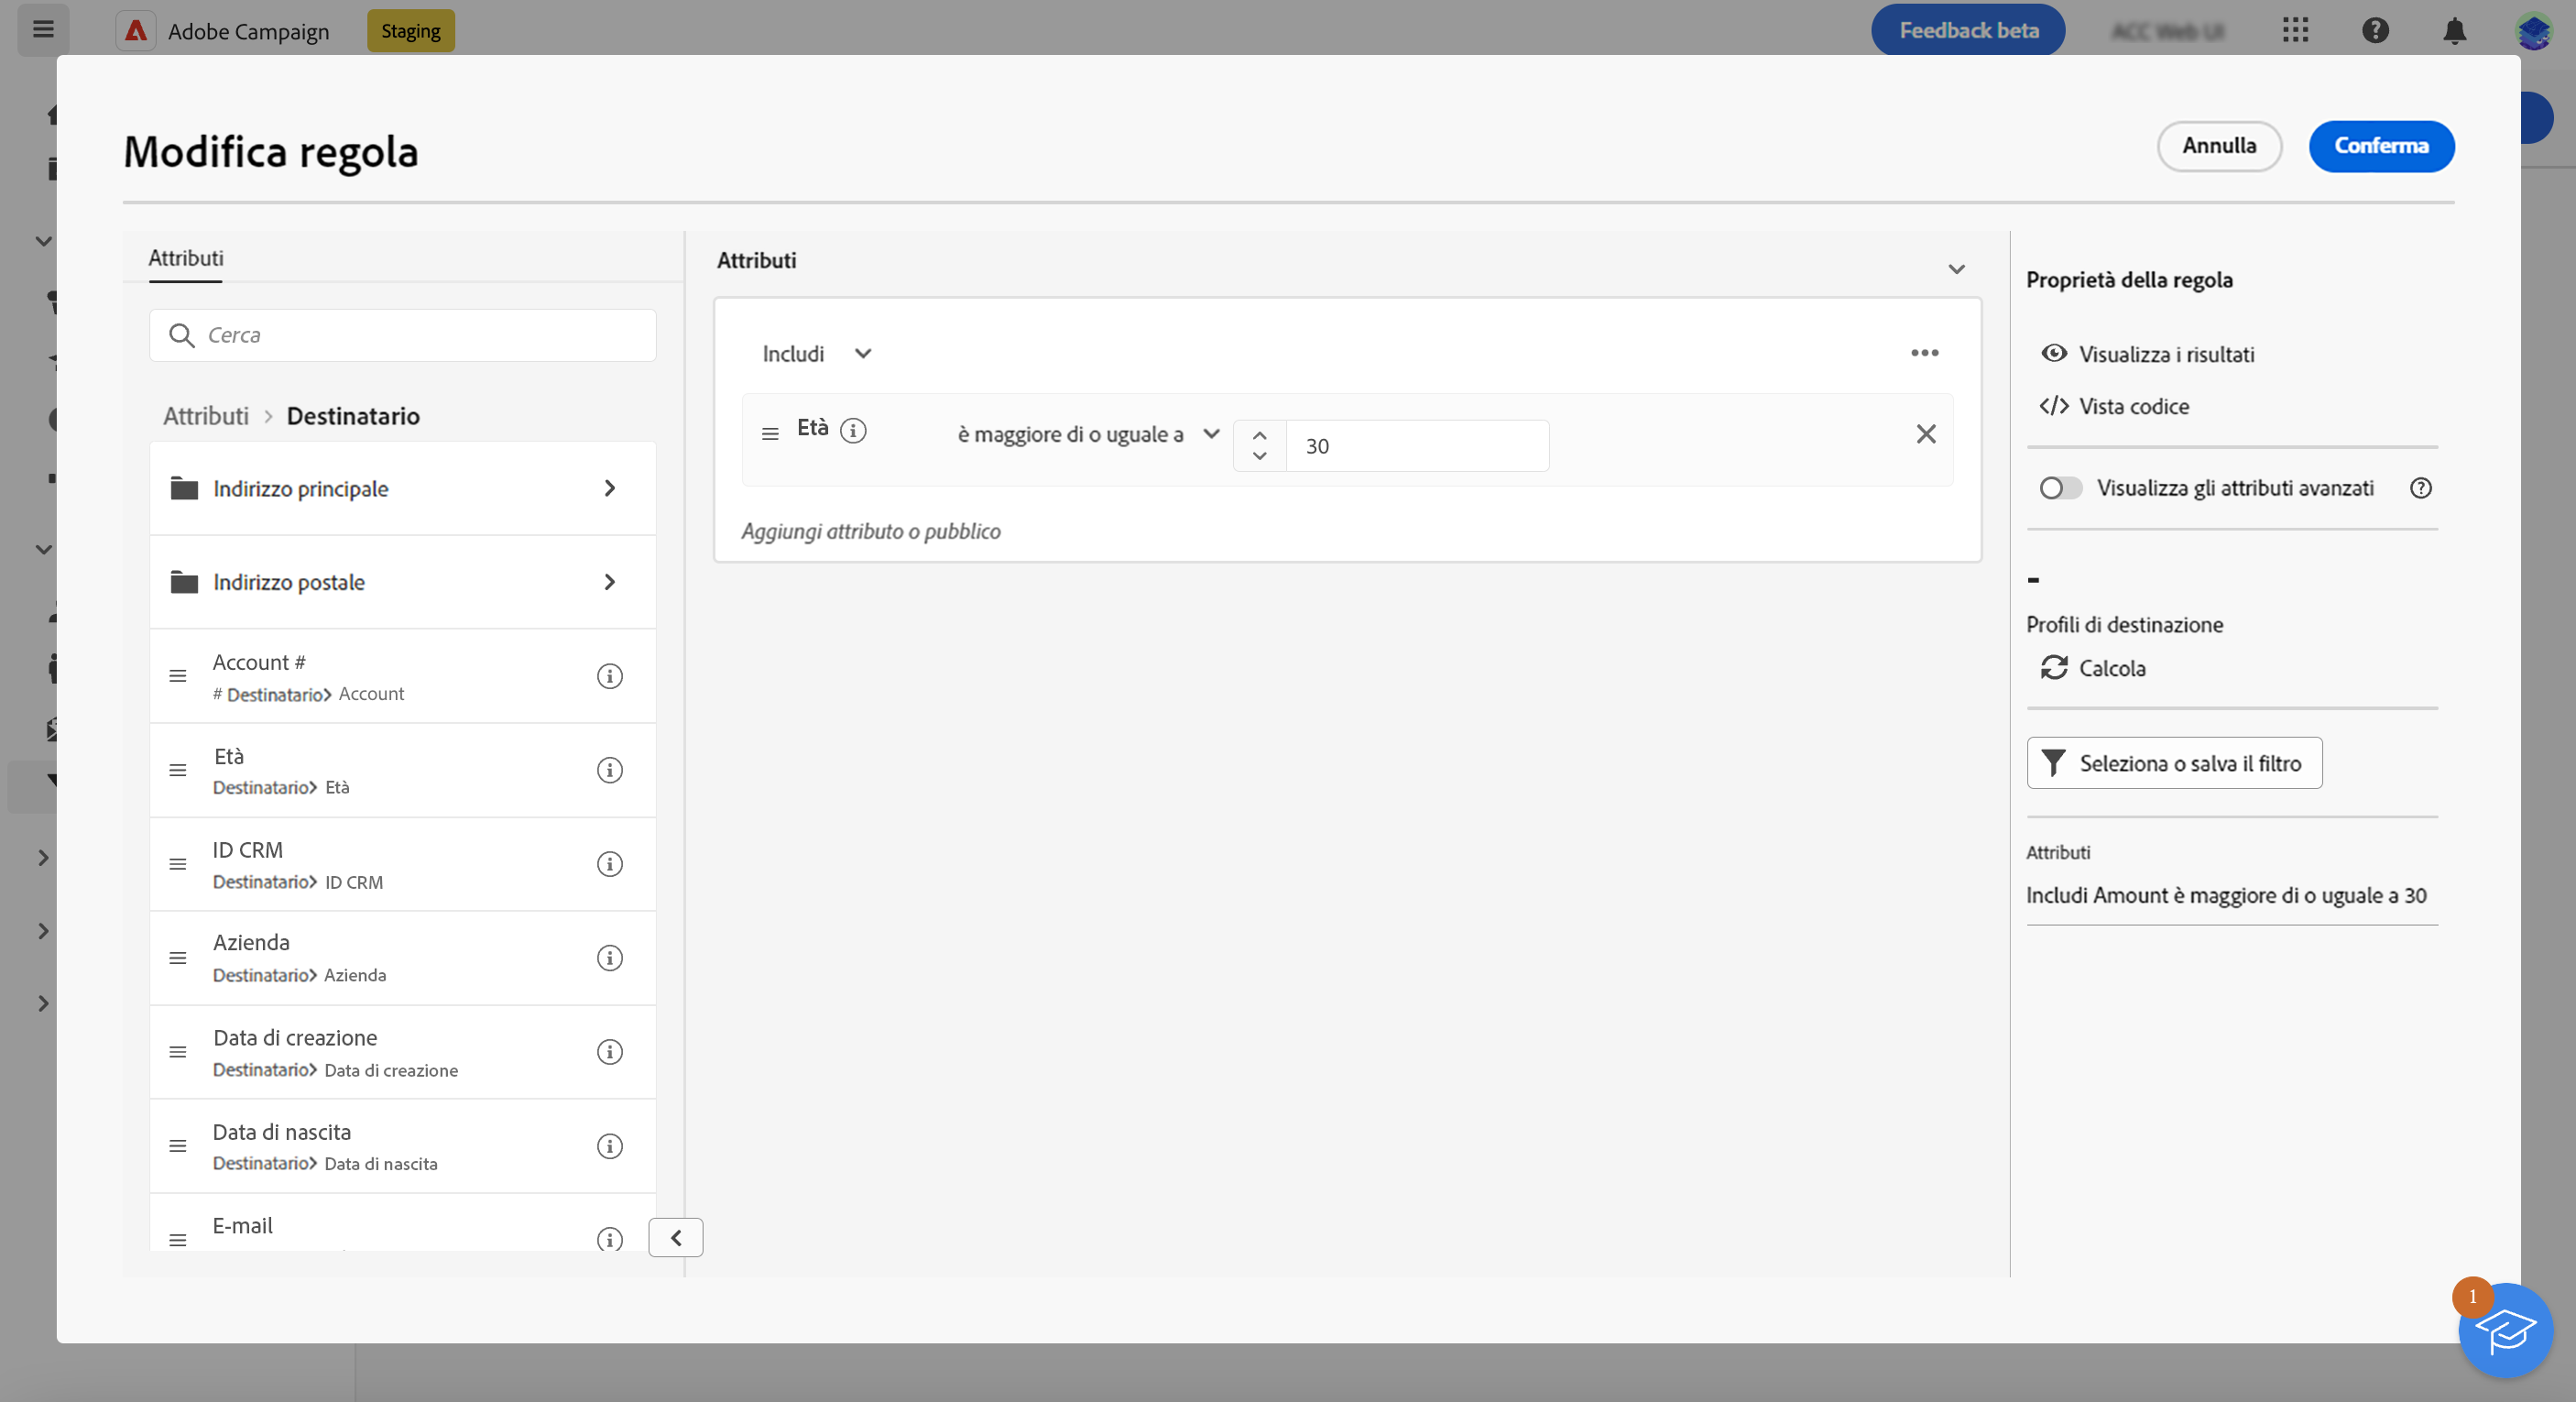 Adobe Campaign
Staging
Feedback beta
Modifica regola
Annulla
Conferma
Attributi
Cerca
Attributi > Destinatario
Indirizzo principale
Indirizzo postale
Account #
# Destinatario> Account
Età
Destinatario> Età
ID CRM
Destinatario> ID CRM
Azienda
Destinatario> Azienda
Data di creazione
Destinatario> Data di creazione
Data di nascita
Destinatario> Data di nascita
E-mail
Attributi
Includi
Età
è maggiore di o uguale a
30
Aggiungi attributo o pubblico
Proprietà della regola
Visualizza i risultati
</> Vista codice
Visualizza gli attributi avanzati
-
Profili di destinazione
Calcola
Seleziona o salva il filtro
Attributi
Includi Amount è maggiore di o uguale a 30
1